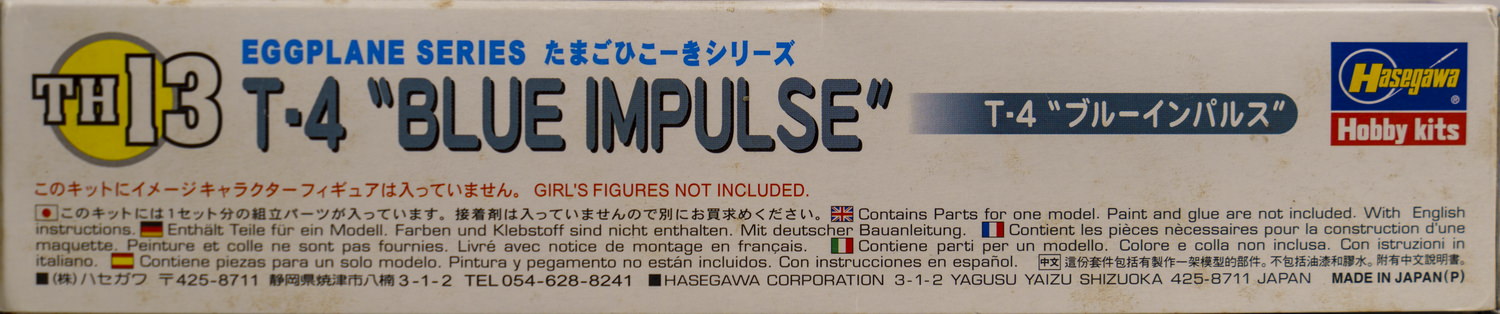 TH13
EGGPLANE SERIES たまごひこーきシリーズ
T-4 "BLUE IMPULSE"
T-4 "ブルーインパルス"
Hasegawa®
Hobby kits
このキットにイメージキャラクターフィギュアは入っていません。 GIRL'S FIGURES NOT INCLUDED.
このキットには1セット分の組立パーツが入っています。接着剤は入っていませんので別にお買求めください。 Contains Parts for one model. Paint and glue are not included. With English
instructions. Enthält Teile für ein Modell. Farben und Klebstoff sind nicht enthalten. Mit deutscher Bauanleitung. Contient les pièces nècessaires pour la construction d'une
maquette. Peinture et colle ne sont pas fournies. Livré avec notice de montage en français. Contiene parti per un modello. Colore e colla non inclusa. Con istruzioni in
italiano. Contiene piezas para un solo modelo. Pintura y pegamento no están incluidos. Con instrucciones en español. 中文 這份套件包括有製作一架模型的部件。不包括油漆和膠水。附有中文說明書。
■(株)ハセガワ 〒425-8711 静岡県焼津市八楠3-1-2 TEL054-628-8241 ■HASEGAWA CORPORATION 3-1-2 YAGUSU YAIZU SHIZUOKA 425-8711 JAPAN MADE IN JAPAN(P)